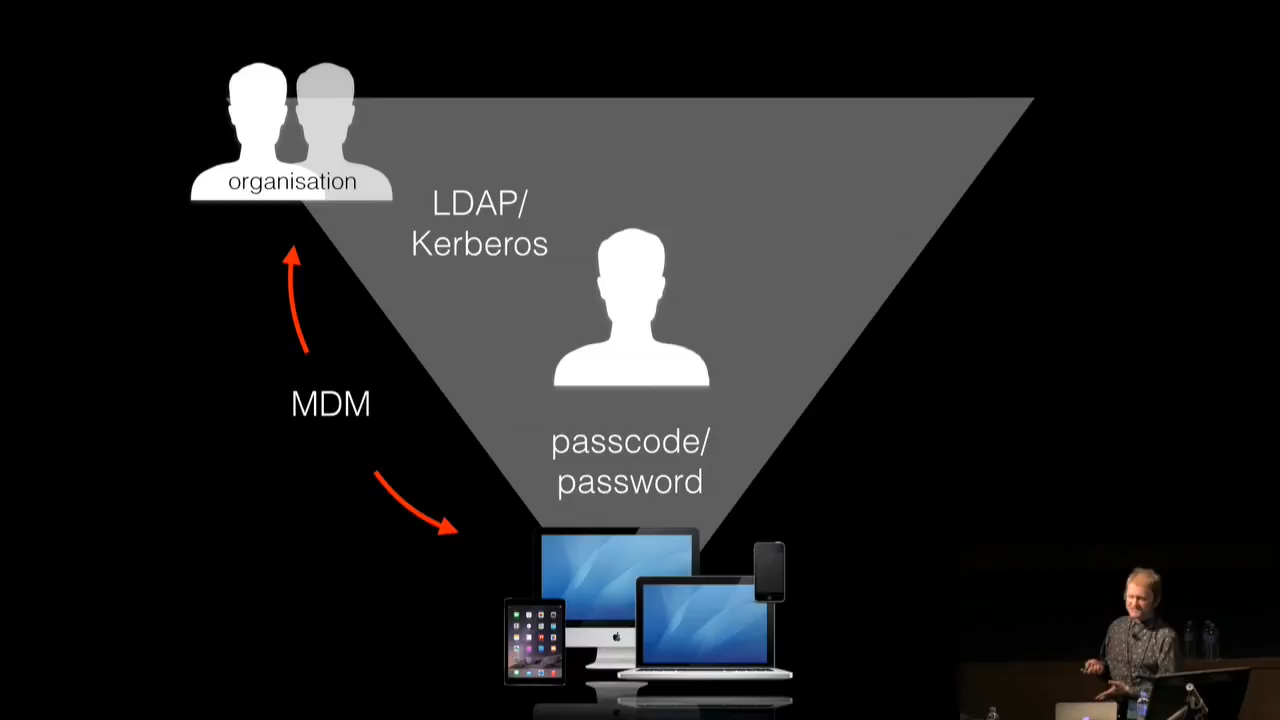 organisation
LDAP/
Kerberos
MDM
passcode/
password